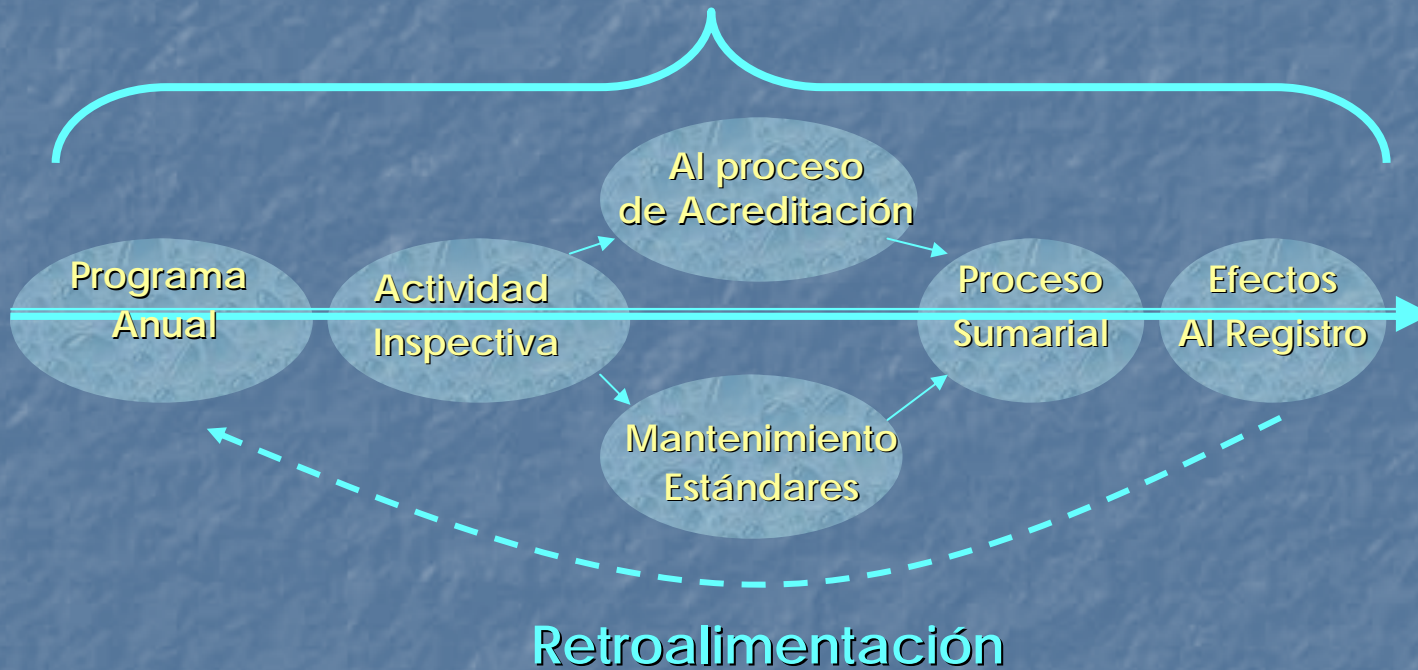 Al proceso
de Acreditación
Programa
Anual
Actividad
Inspectiva
Proceso
Sumarial
Efectos
Al Registro
Mantenimiento
Estándares
Retroalimentación